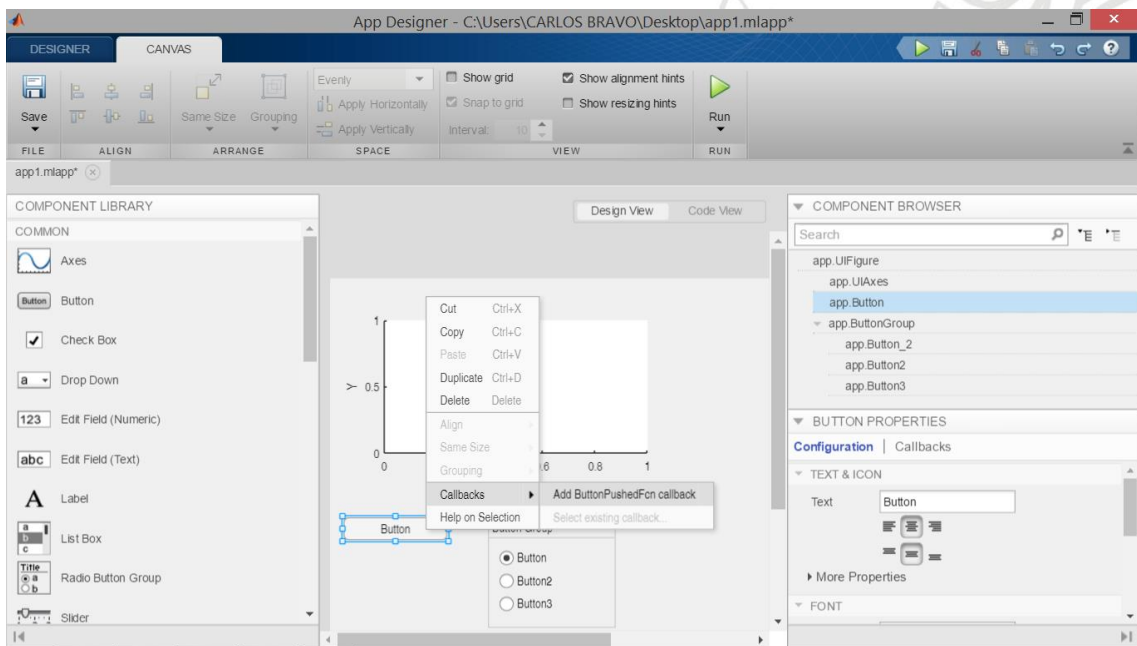 App Designer - C:\Users\CARLOS BRAVO\Desktop\app1.mlapp*
DESIGNER CANVAS
Save
Same Size Grouping
Evenly
Apply Horizontally
Apply Vertically
Show grid Show alignment hints
Snap to grid Show resizing hints
Interval: 10
Run
FILE ALIGN ARRANGE SPACE VIEW RUN
app1.mlapp*
COMPONENT LIBRARY
COMMON
Axes
Button Button
Check Box
a Drop Down
123 Edit Field (Numeric)
abc Edit Field (Text)
A Label
a
b
c
List Box
Title
a
b
Radio Button Group
Slider
Design View Code View
1
Y 0.5
0
0 0.6 0.8 1
Cut Ctrl+X
Copy Ctrl+C
Paste Ctrl+V
Duplicate Ctrl+D
Delete Delete
Align
Same Size
Grouping
Callbacks Add ButtonPushedFcn callback
Help on Selection Select existing callback...
Button
Button Group
Button
Button2
Button3
COMPONENT BROWSER
Search
app.UIFigure
app.UIAxes
app.Button
app.ButtonGroup
app.Button_2
app.Button2
app.Button3
BUTTON PROPERTIES
Configuration | Callbacks
TEXT & ICON
Text Button
More Properties
FONT